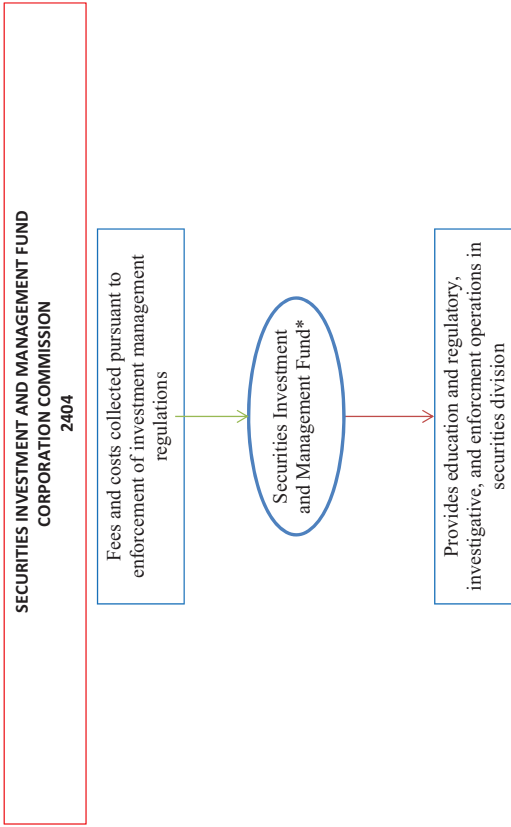 SECURITIES INVESTMENT AND MANAGEMENT FUND
CORPORATION COMMISSION
2404
Fees and costs collected pursuant to
enforcement of investment management
regulations
Securities Investment
and Management Fund*
Provides education and regulatory,
investigative, and enforcment operations in
securities division